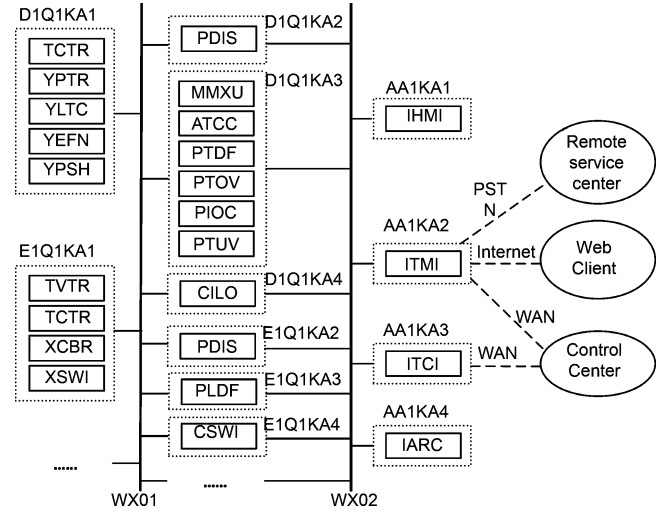 D1Q1KA1
TCTR
YPTR
YLTC
YEFN
YPSH
E1Q1KA1
TVTR
TCTR
XCBR
XSWI
......
WX01
D1Q1KA2
PDIS
D1Q1KA3
MMXU
ATCC
PTDF
PTOV
PIOC
PTUV
D1Q1KA4
CILO
E1Q1KA2
PDIS
E1Q1KA3
PLDF
E1Q1KA4
CSWI
......
WX02
AA1KA1
IHMI
AA1KA2
ITMI
AA1KA3
ITCI
AA1KA4
IARC
PST
N
Internet
WAN
WAN
Remote
service
center
Web
Client
Control
Center